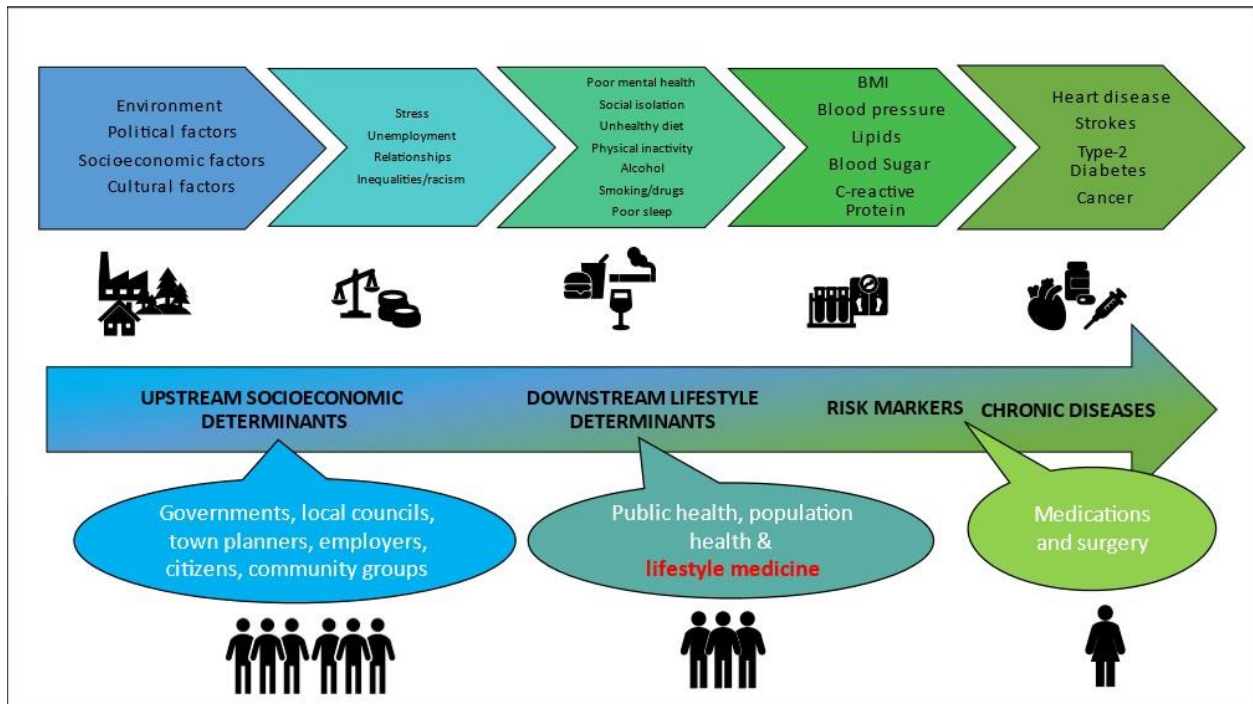 Environment
Political factors
Socio-economic factors
Cultural factors
Stress
Unemployment
Relationships
Inequalities/racism
Poor mental health
Social isolation
Unhealthy diet
Physical inactivity
Alcohol
Smoking/drugs
Poor sleep
BMI
Blood pressure
Lipids
Blood Sugar
C-reactive
Protein
Heart disease
Strokes
Type-2
Diabetes
Cancer
UPSTREAM SOCIOECONOMIC
DETERMINANTS
DOWNSTREAM LIFESTYLE
DETERMINANTS
RISK MARKERS
CHRONIC DISEASES
Governments, local councils,
town planners, employers,
citizens, community groups
Public health, population
health &
lifestyle medicine
Medications
and surgery